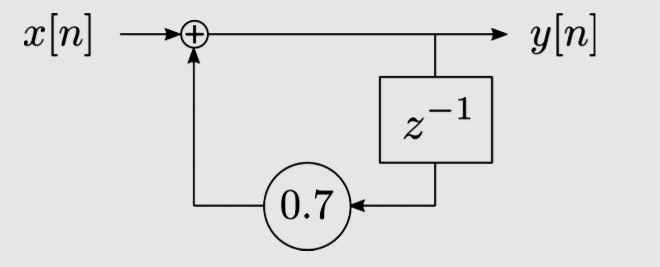 x[n] + y[n]
z⁻¹
0.7